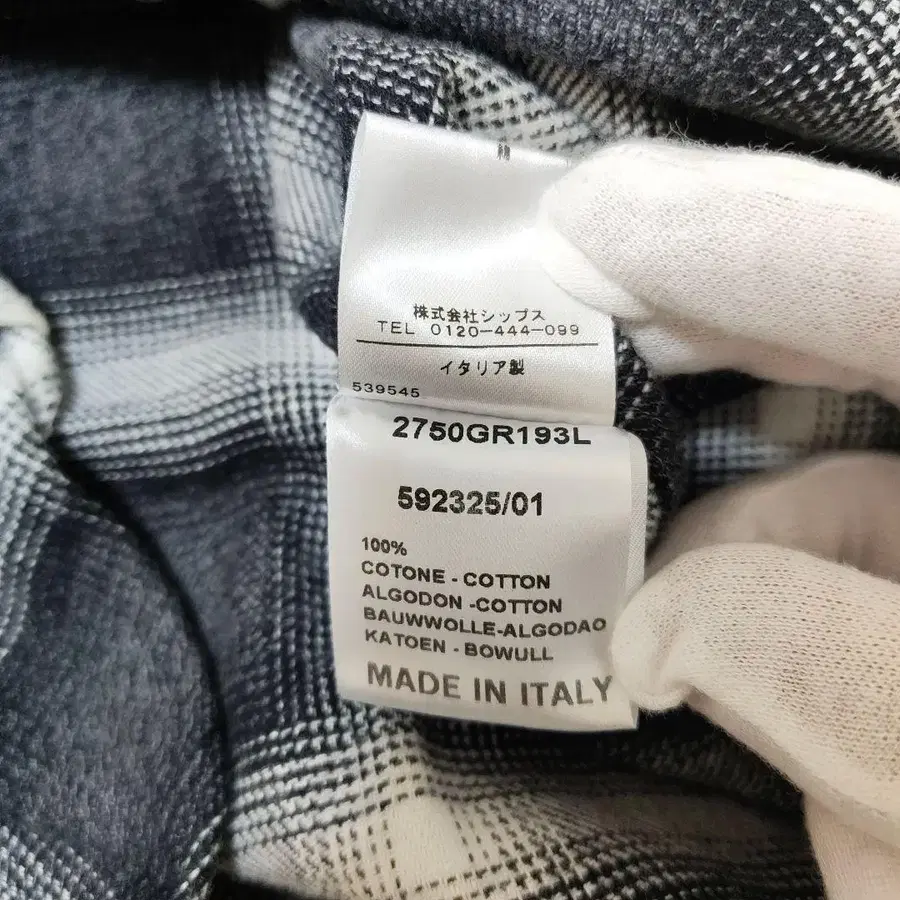 株式会社シップス
TEL 0120-444-099
イタリア製
539545
2750GR193L
592325/01
100%
COTONE - COTTON
ALGODON -COTTON
BAUWWOLLE-ALGODAO
KATOEN - BOWULL
MADE IN ITALY